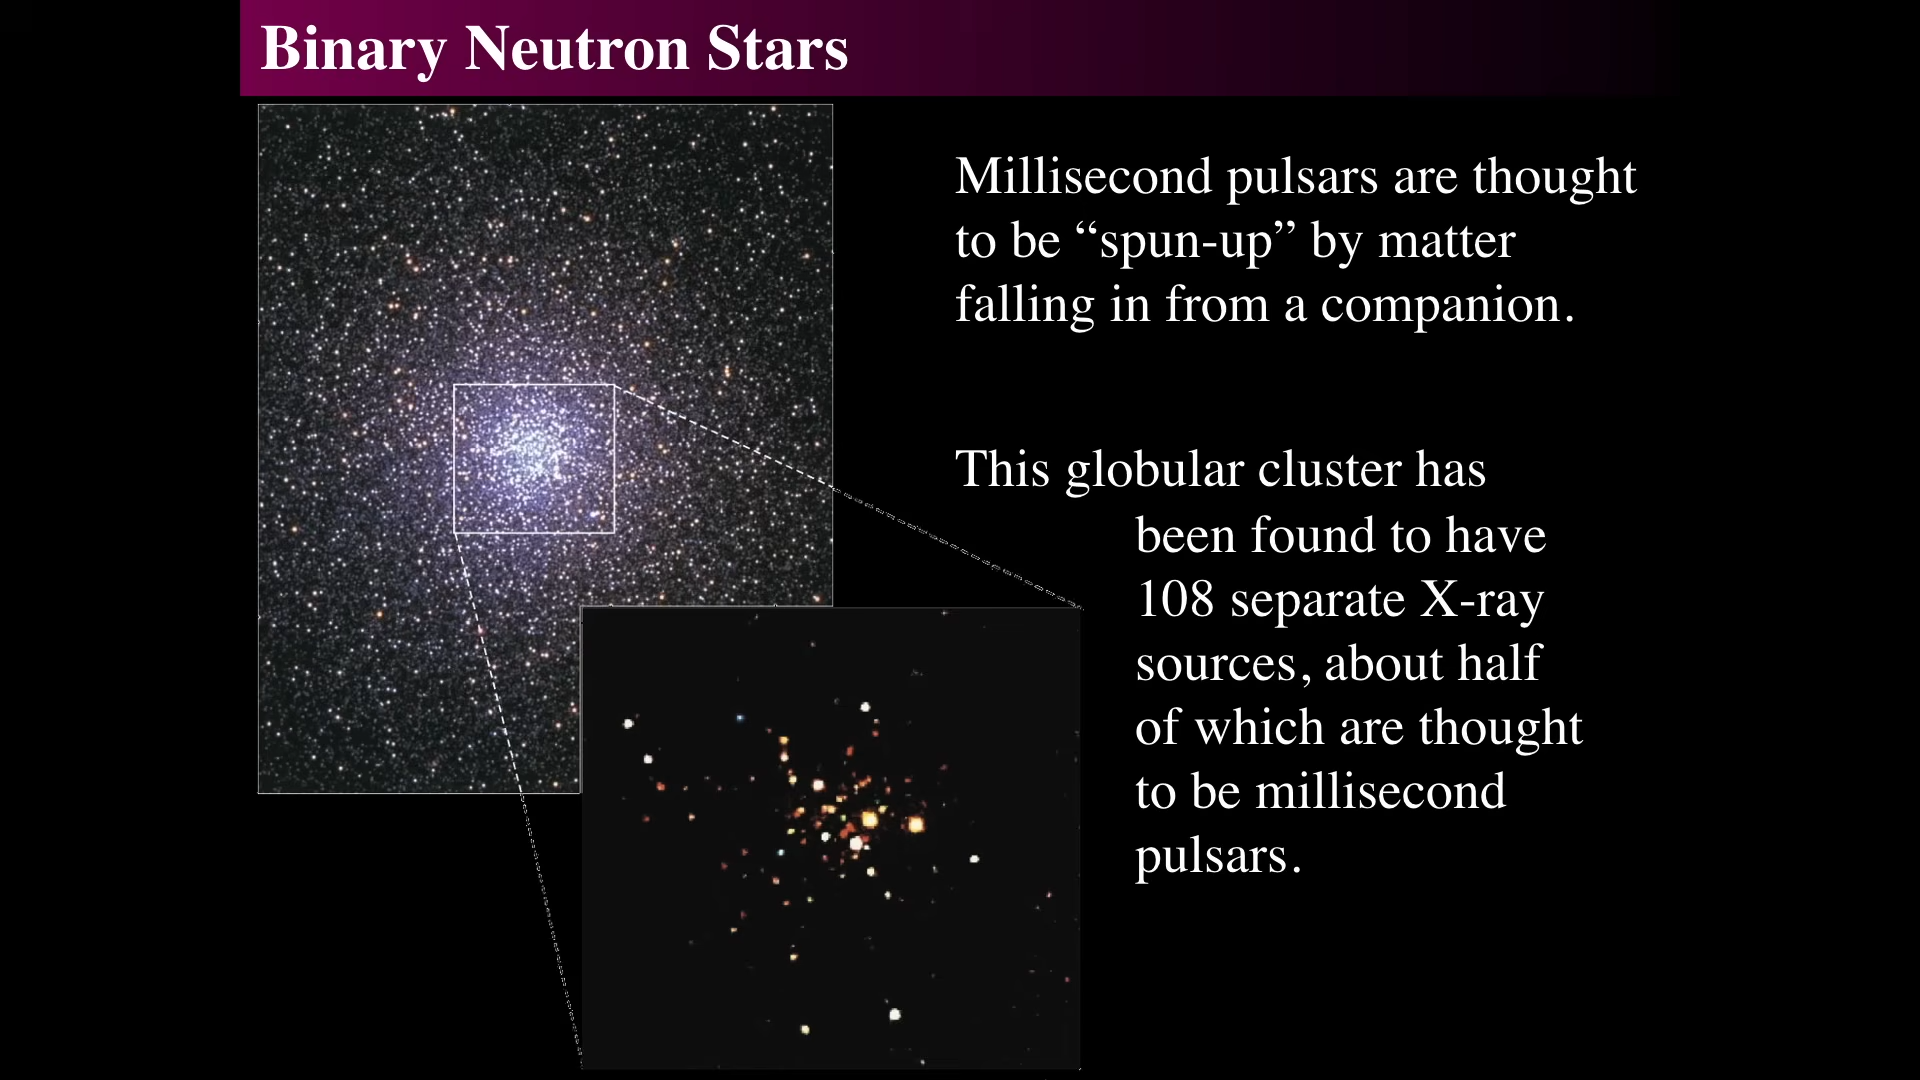 Binary Neutron Stars
Millisecond pulsars are thought
to be “spun-up” by matter
falling in from a companion.
This globular cluster has
been found to have
108 separate X-ray
sources, about half
of which are thought
to be millisecond
pulsars.